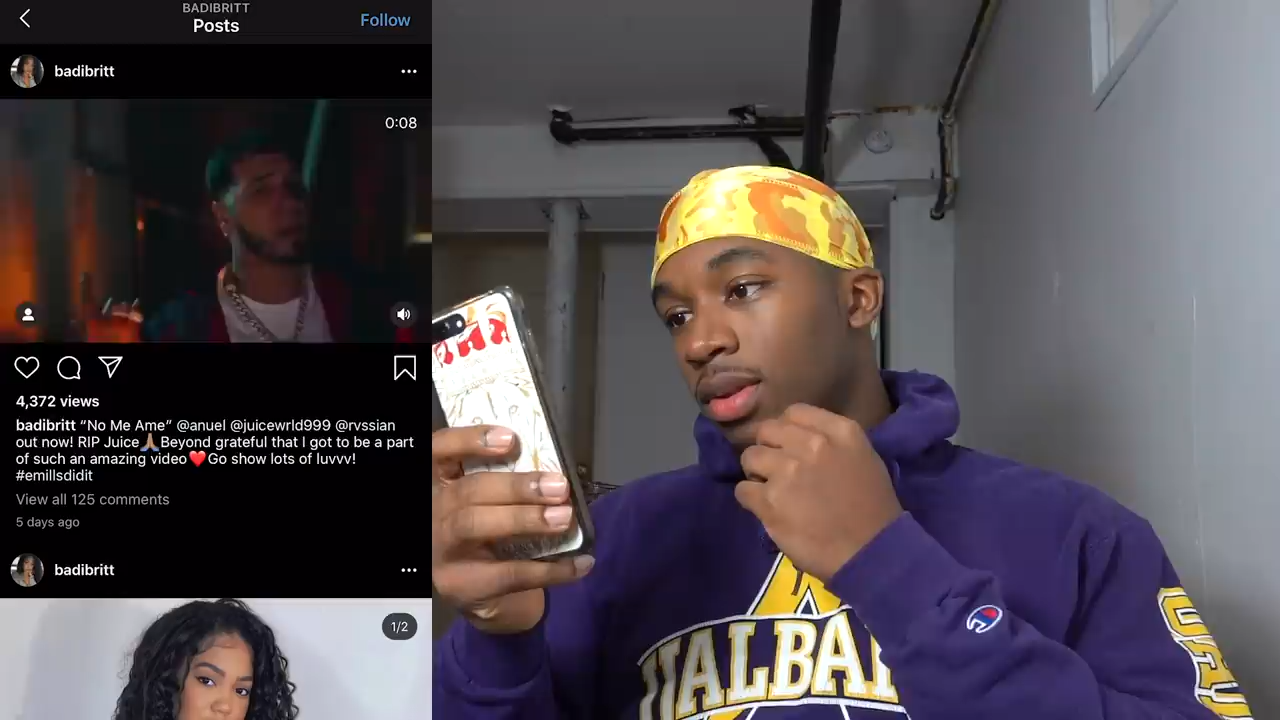 BADIBRITT
Posts
Follow
badibritt
0:08
4,372 views
badibritt “No Me Ame” @anuel @juicewrld999 @rvssian
out now! RIP Juice🙏🏽Beyond grateful that I got to be a part
of such an amazing video❤️Go show lots of luvvv!
#emillsdidit
View all 125 comments
5 days ago
badibritt
1/2
UALBA